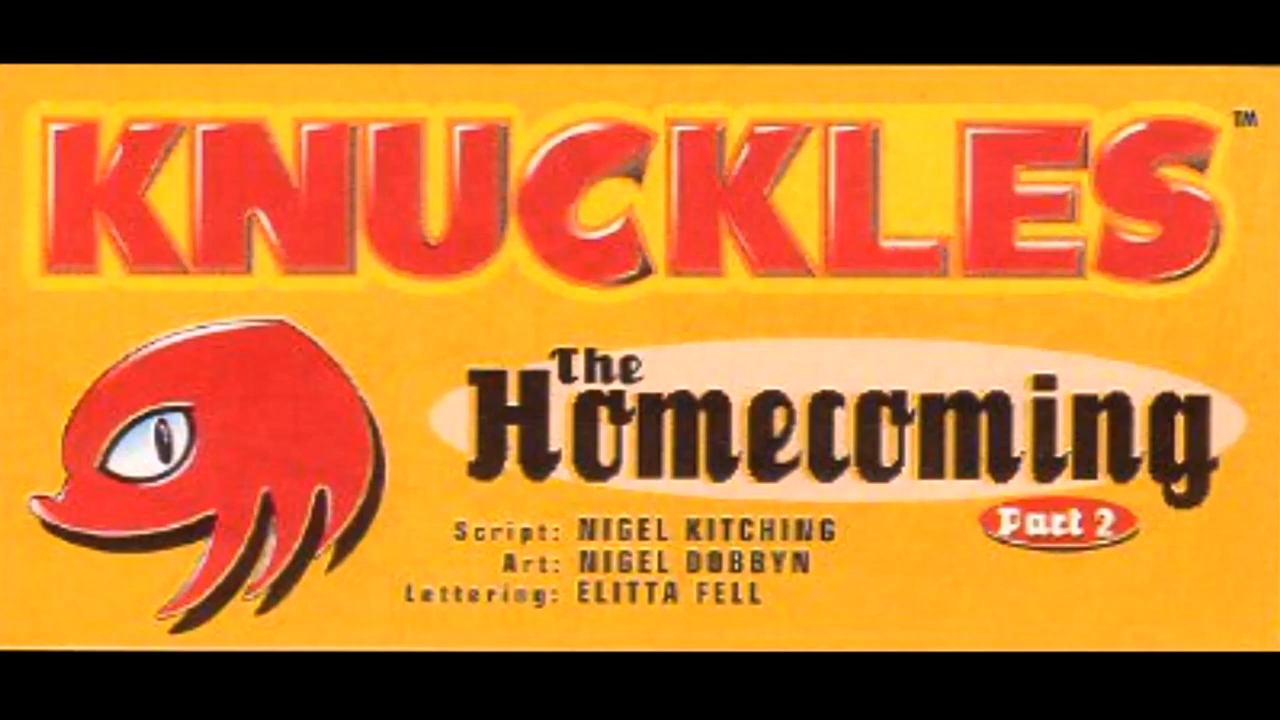 KNUCKLES™
The
Homecoming
Part 2
Script: NIGEL KITCHING
Art: NIGEL DOBBYN
Lettering: ELITTA FELL